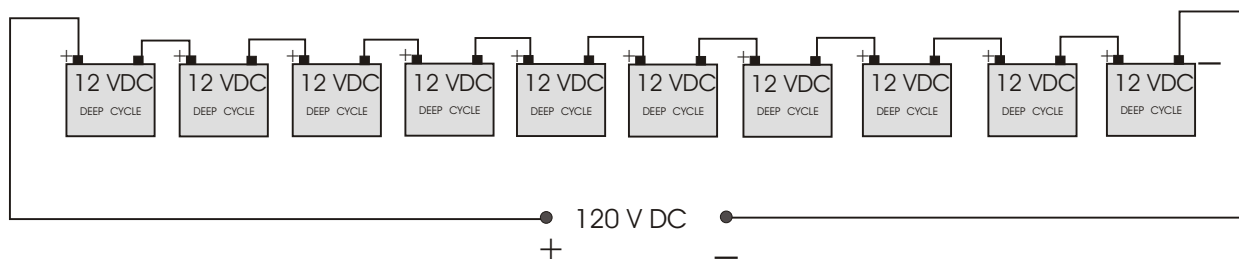 + + + + + + + + + + −
12 VDC 12 VDC 12 VDC 12 VDC 12 VDC 12 VDC 12 VDC 12 VDC 12 VDC 12 VDC
DEEP CYCLE DEEP CYCLE DEEP CYCLE DEEP CYCLE DEEP CYCLE DEEP CYCLE DEEP CYCLE DEEP CYCLE DEEP CYCLE DEEP CYCLE
120 V DC
+ −